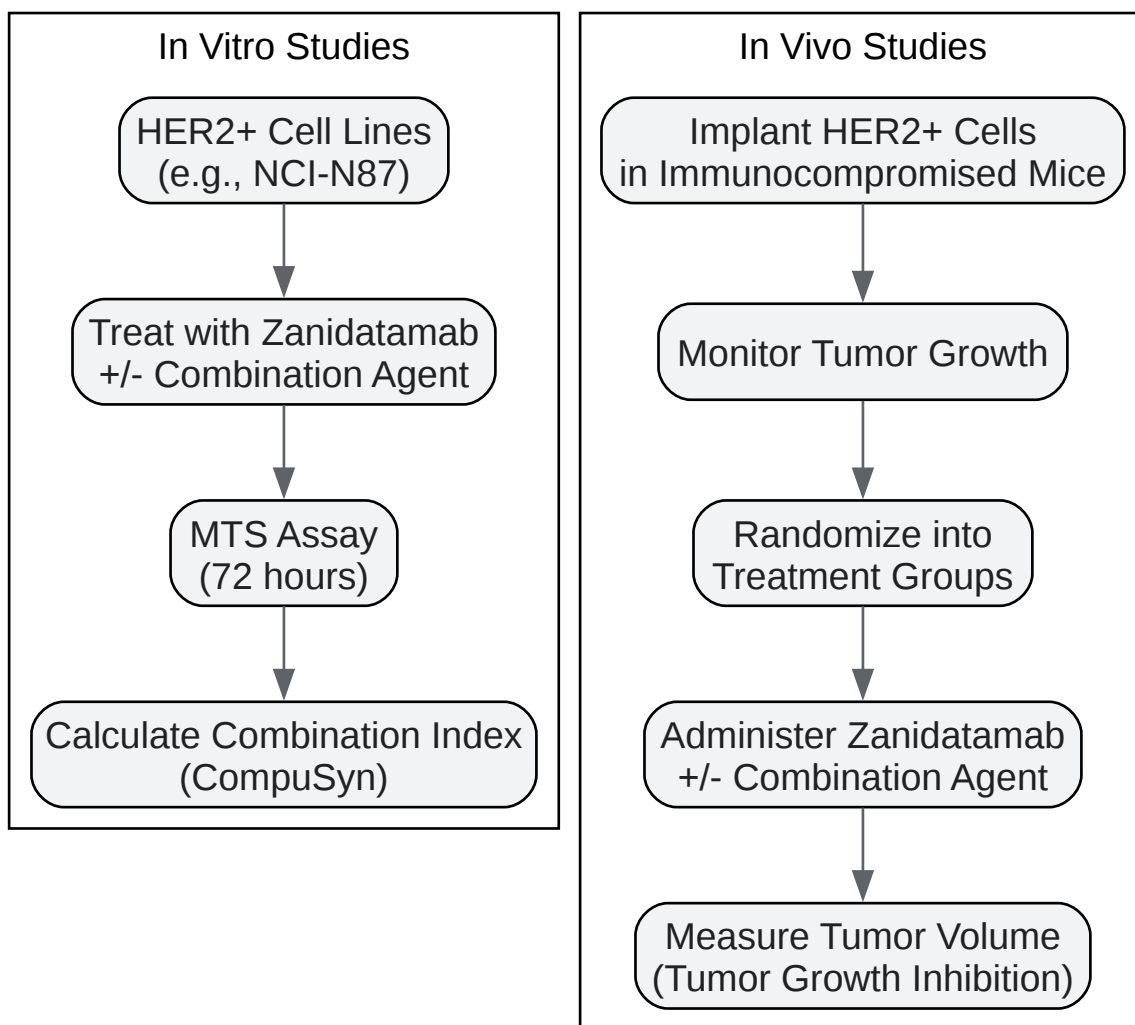 In Vitro Studies
HER2+ Cell Lines
(e.g., NCI-N87)
Treat with Zanidatamab
+/- Combination Agent
MTS Assay
(72 hours)
Calculate Combination Index
(CompuSyn)
In Vivo Studies
Implant HER2+ Cells
in Immunocompromised Mice
Monitor Tumor Growth
Randomize into
Treatment Groups
Administer Zanidatamab
+/- Combination Agent
Measure Tumor Volume
(Tumor Growth Inhibition)